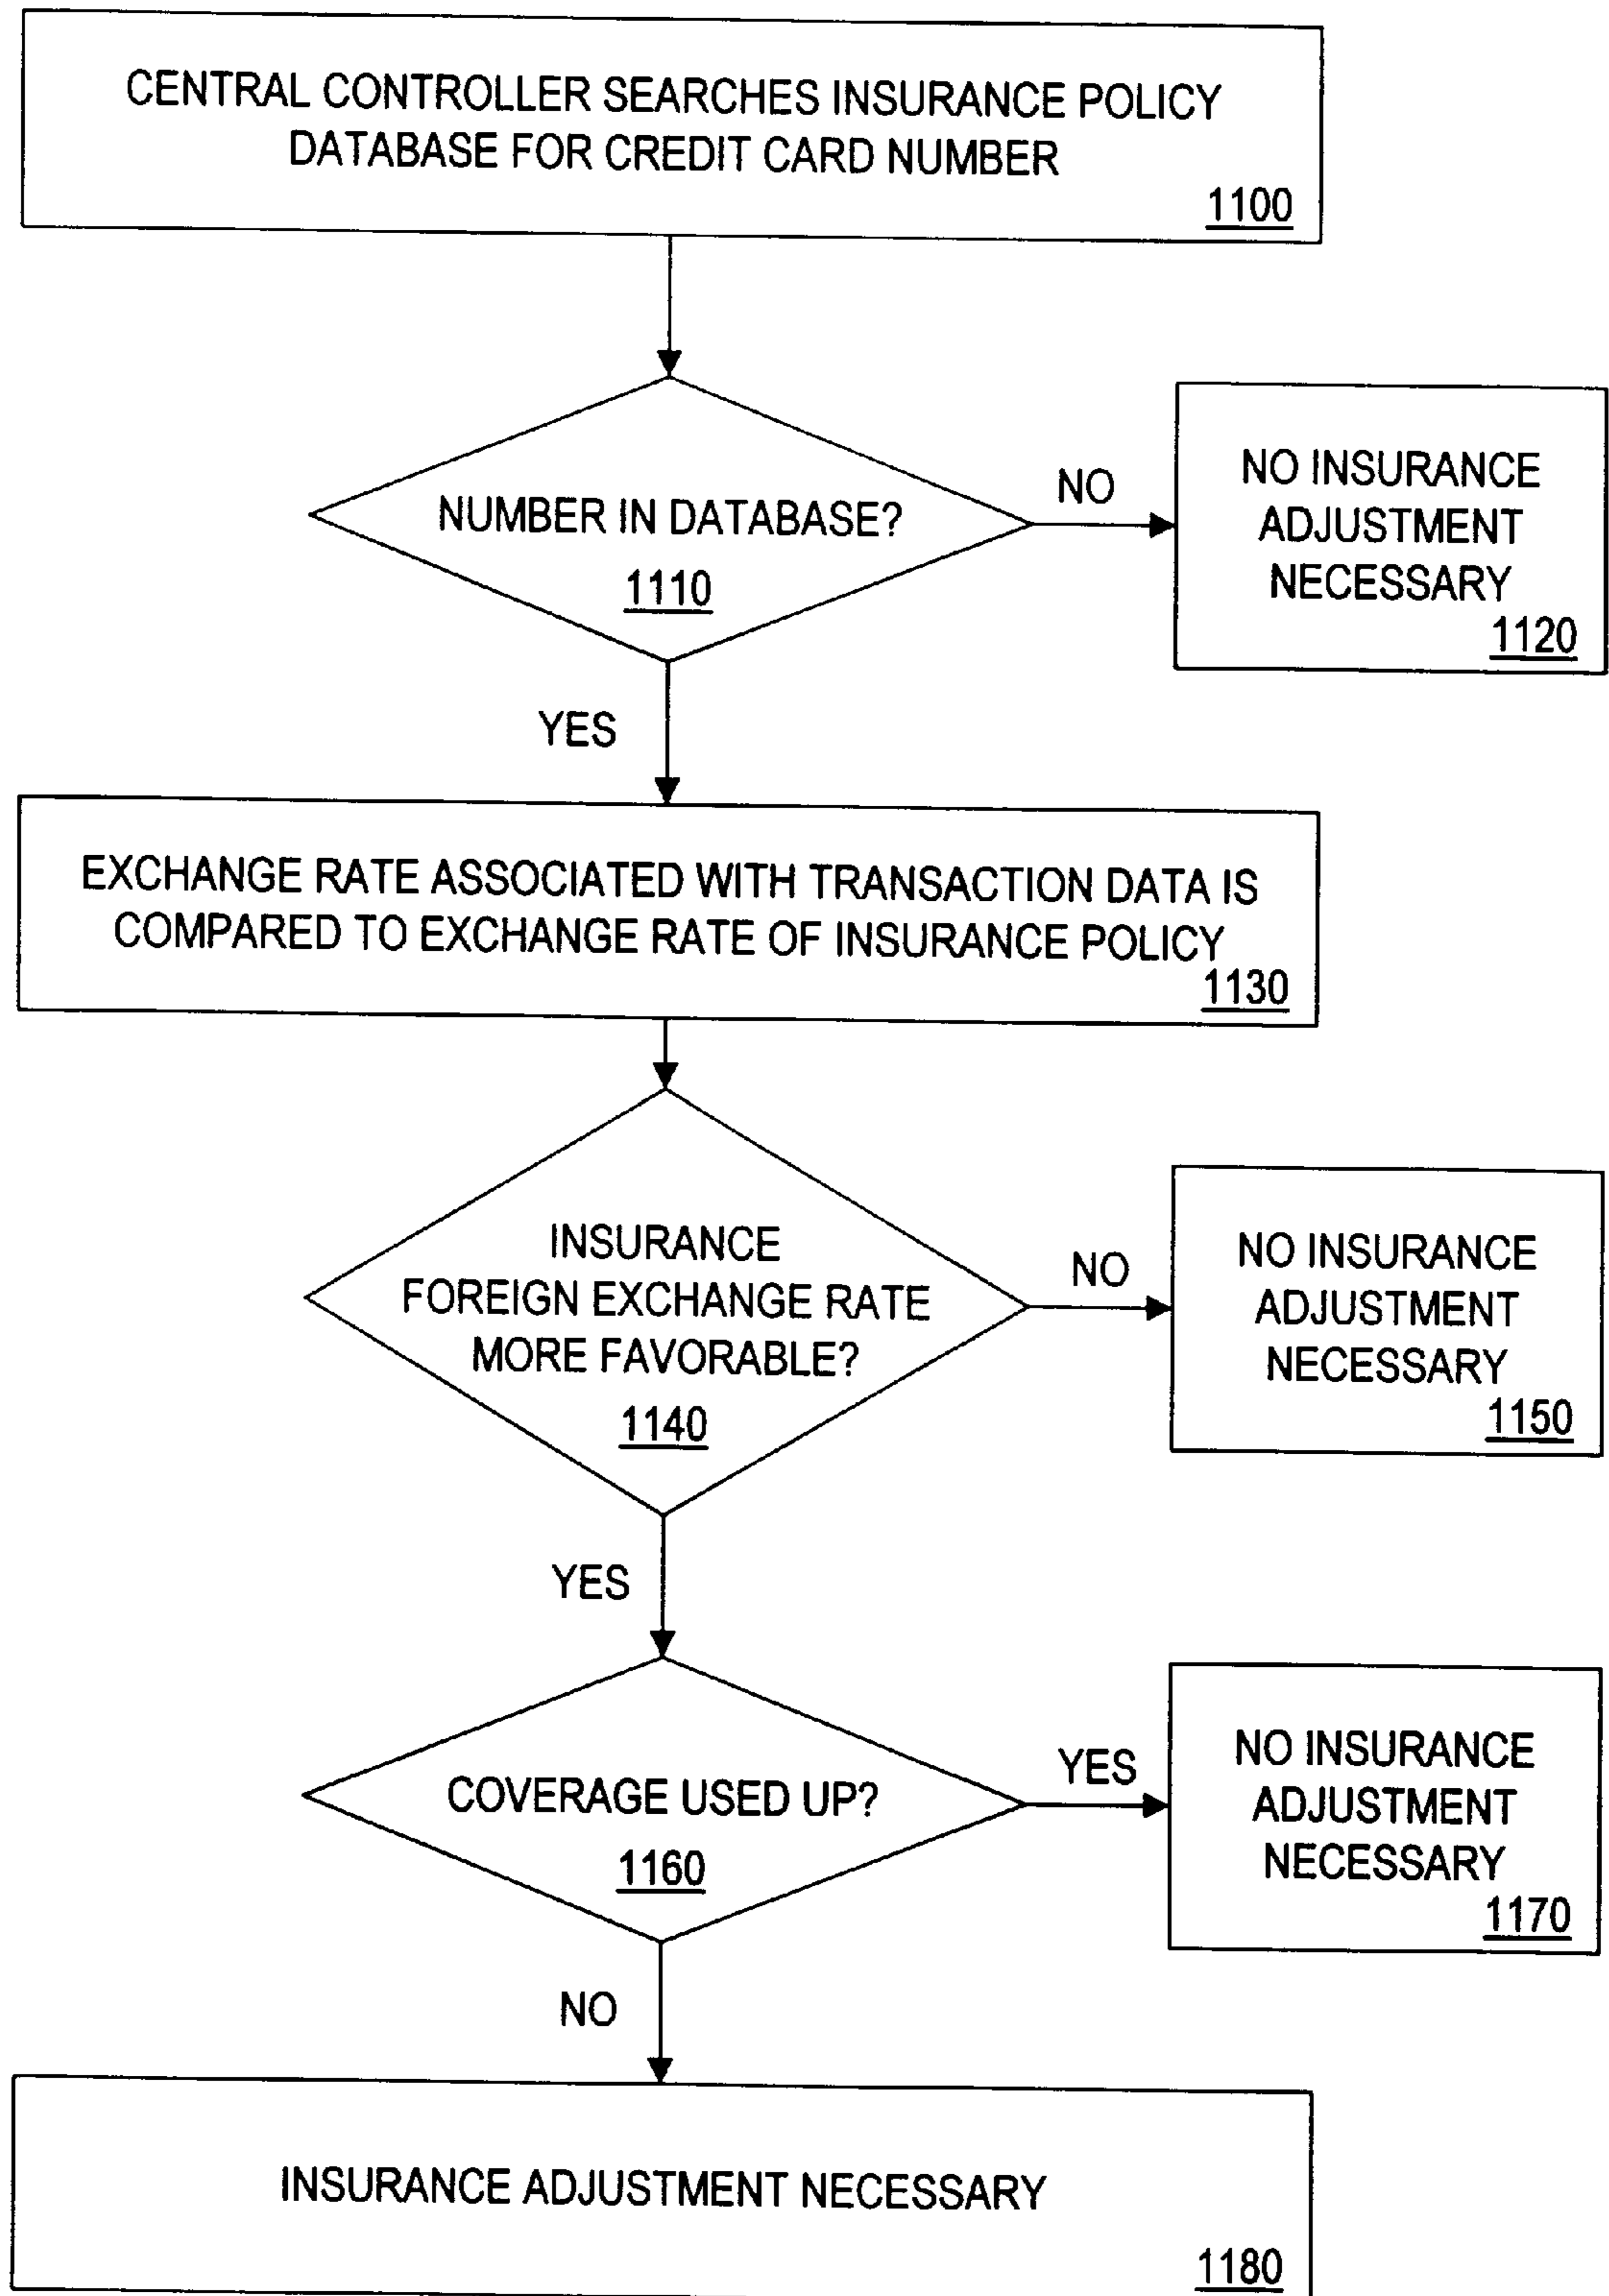 CENTRAL CONTROLLER SEARCHES INSURANCE POLICY
DATABASE FOR CREDIT CARD NUMBER
1100
NUMBER IN DATABASE?
1110
NO
NO INSURANCE
ADJUSTMENT
NECESSARY
1120
YES
EXCHANGE RATE ASSOCIATED WITH TRANSACTION DATA IS
COMPARED TO EXCHANGE RATE OF INSURANCE POLICY
1130
INSURANCE
FOREIGN EXCHANGE RATE
MORE FAVORABLE?
1140
NO
NO INSURANCE
ADJUSTMENT
NECESSARY
1150
YES
COVERAGE USED UP?
1160
YES
NO INSURANCE
ADJUSTMENT
NECESSARY
1170
NO
INSURANCE ADJUSTMENT NECESSARY
1180